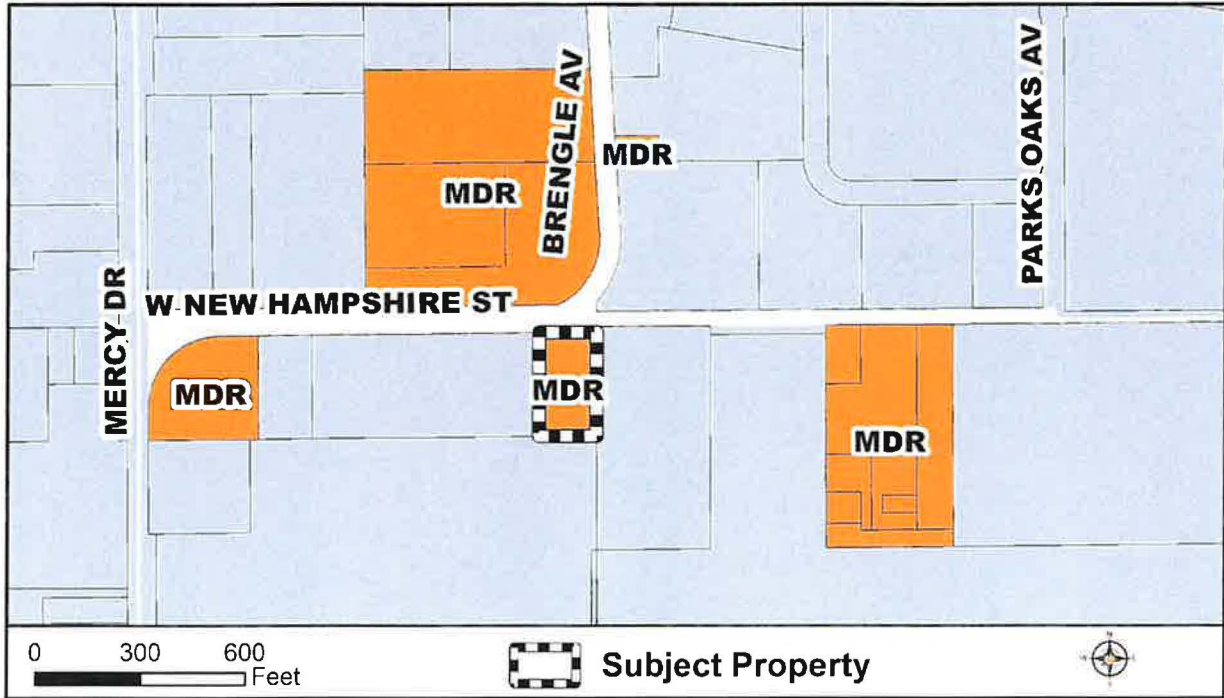 BRENGLE AV
PARKS OAKS AV
MDR
MDR
MERCY DR
W NEW HAMPSHIRE ST
MDR
MDR
MDR
0 300 600
Feet
Subject Property